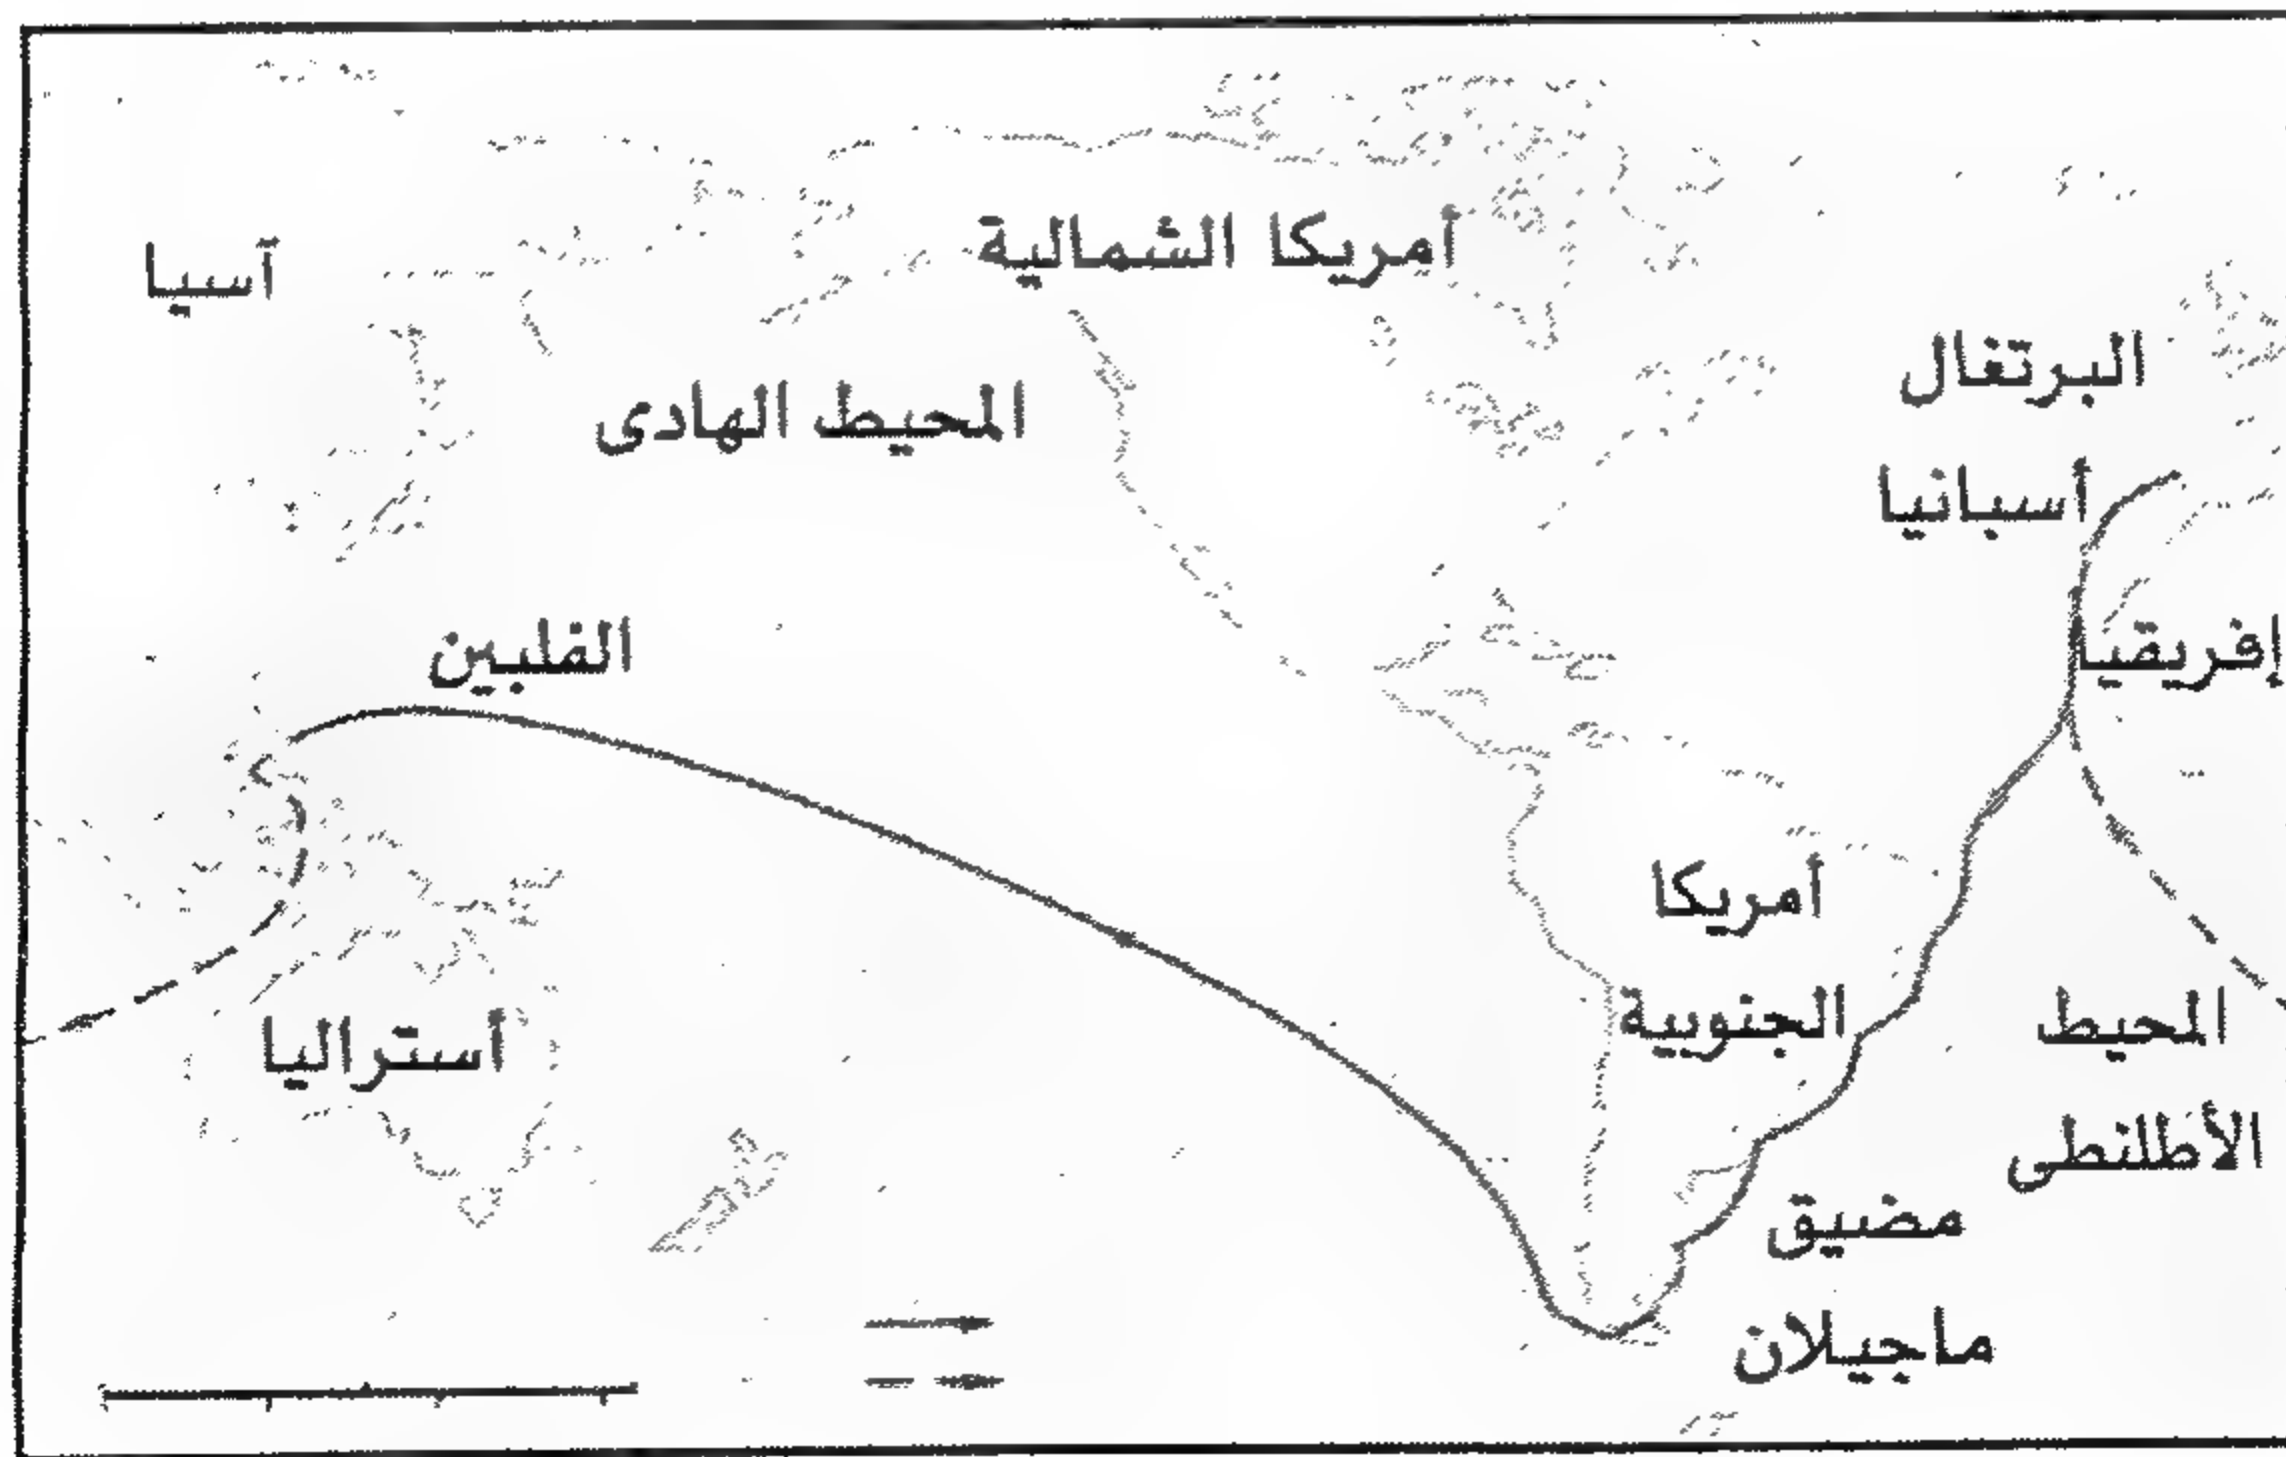 أمريكا الشمالية
آسيا
البرتغال
المحيط الهادى
أسبانيا
الفلبين
إفريقيا
أمريكا
الجنوبية
المحيط
الأطلنطى
أستراليا
مضيق
ماجيلان